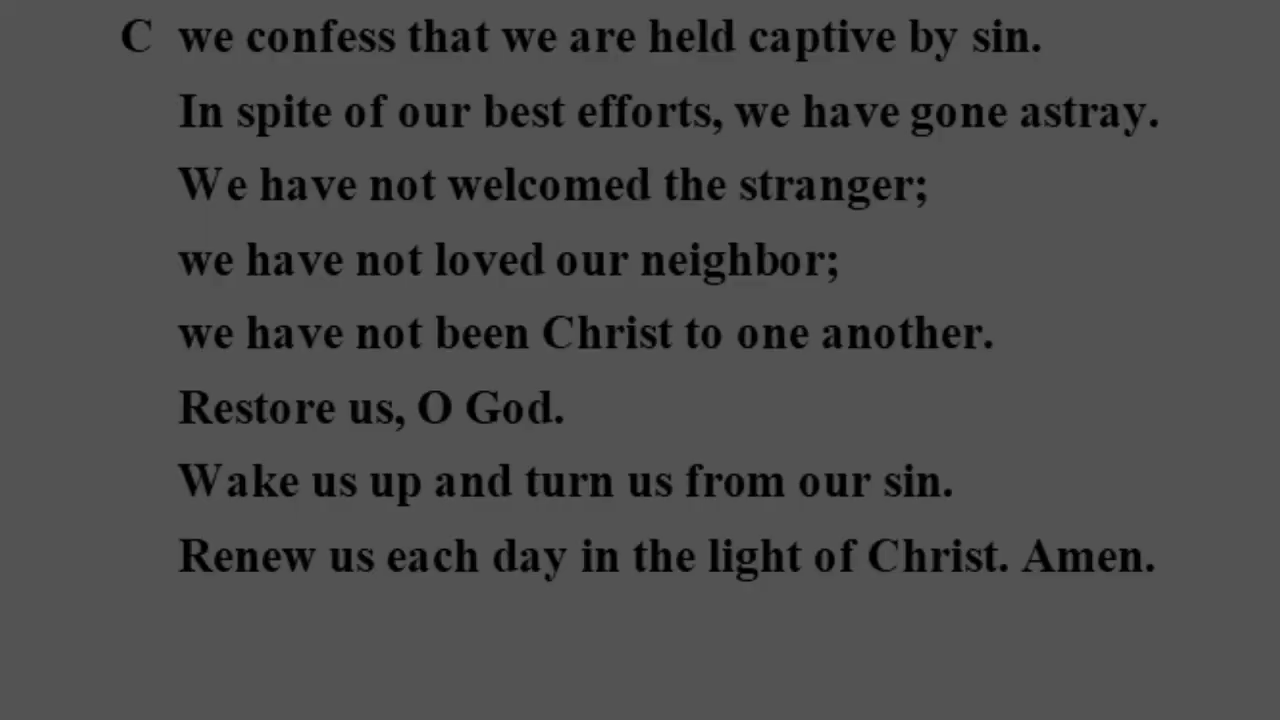 C we confess that we are held captive by sin.
In spite of our best efforts, we have gone astray.
We have not welcomed the stranger;
we have not loved our neighbor;
we have not been Christ to one another.
Restore us, O God.
Wake us up and turn us from our sin.
Renew us each day in the light of Christ. Amen.